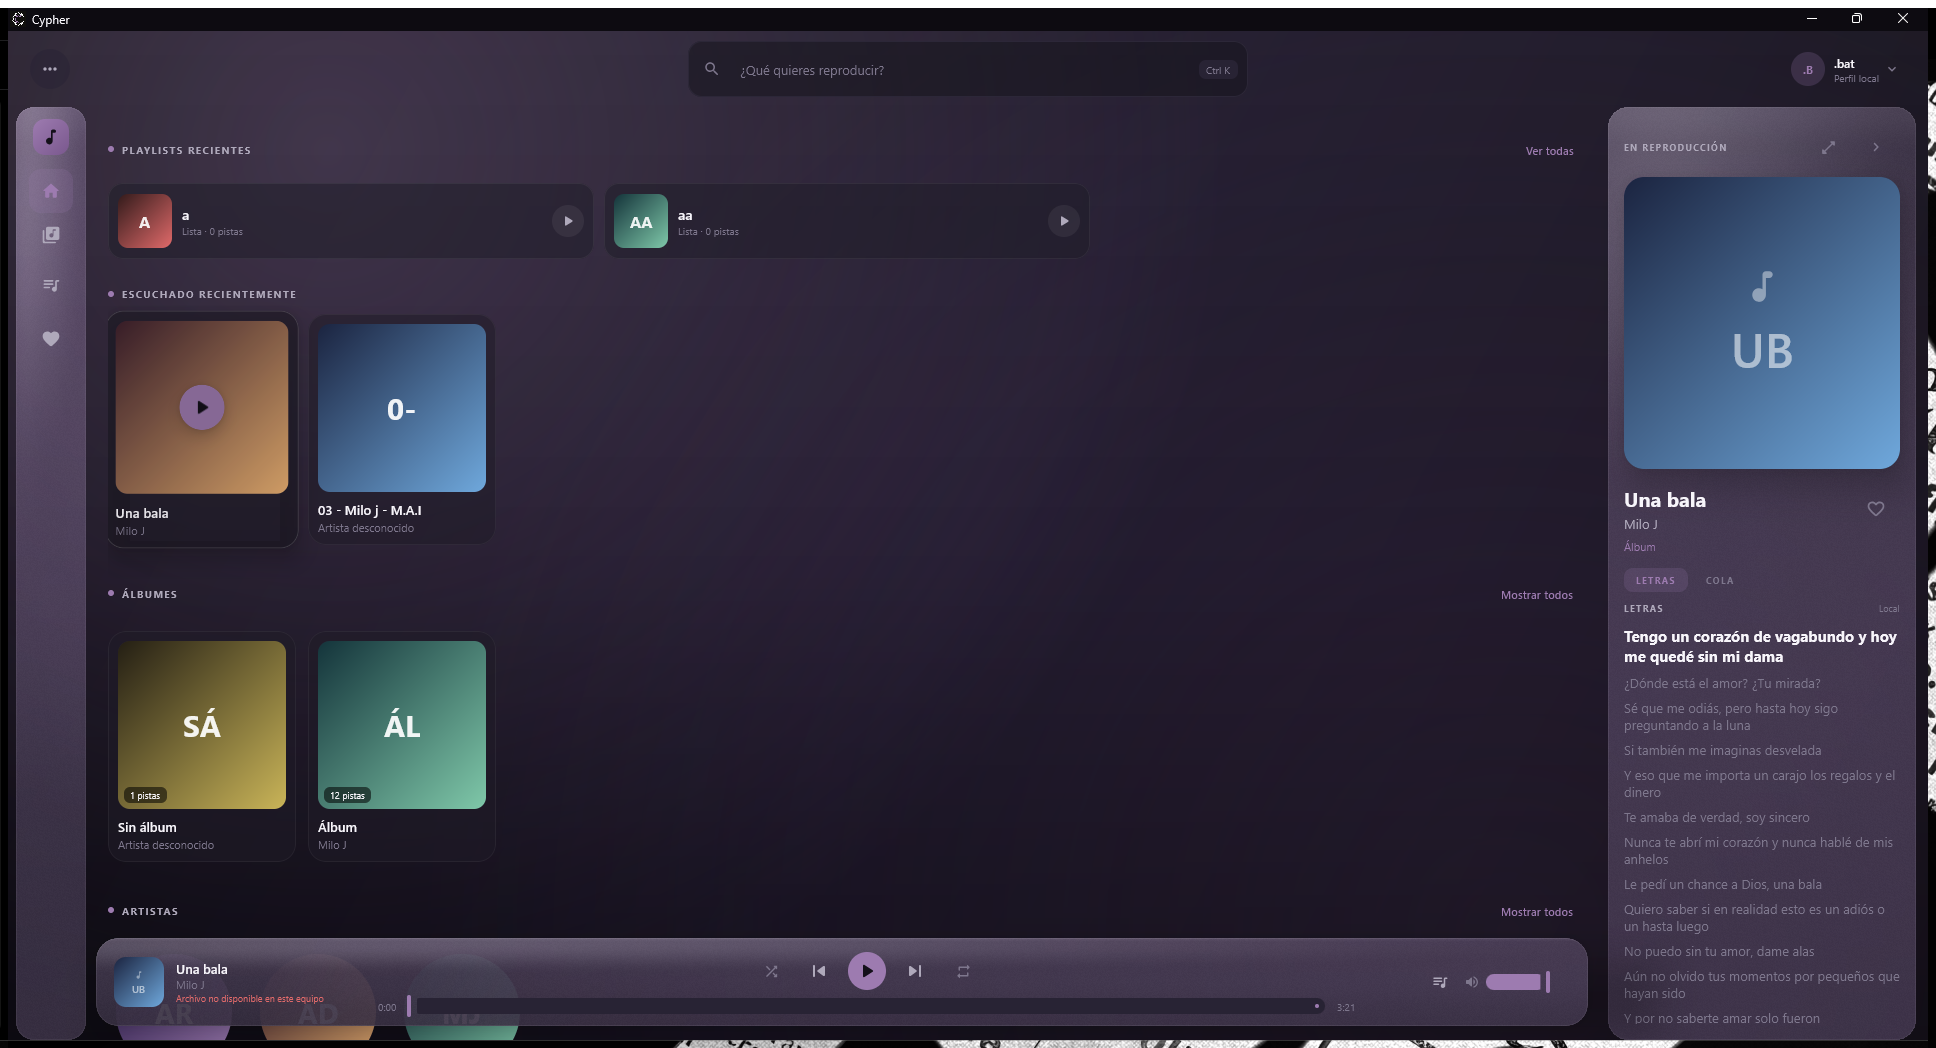 Cypher
¿Qué quieres reproducir?
Ctrl K
.B
.bat
Perfil local
PLAYLISTS RECIENTES
Ver todas
A
a
Lista · 0 pistas
AA
aa
Lista · 0 pistas
ESCUCHADO RECIENTEMENTE
Una bala
Milo J
0-
03 - Milo j - M.A.I
Artista desconocido
ÁLBUMES
Mostrar todos
SÁ
1 pistas
Sin álbum
Artista desconocido
ÁL
12 pistas
Álbum
Milo J
ARTISTAS
Mostrar todos
AR
AD
MJ
UB
Una bala
Milo J
Archivo no disponible en este equipo
0:00
3:21
EN REPRODUCCIÓN
UB
Una bala
Milo J
Álbum
LETRAS
COLA
LETRAS
Local
Tengo un corazón de vagabundo y hoy
me quedé sin mi dama
¿Dónde está el amor? ¿Tu mirada?
Sé que me odiás, pero hasta hoy sigo
preguntando a la luna
Si también me imaginas desvelada
Y eso que me importa un carajo los regalos y el
dinero
Te amaba de verdad, soy sincero
Nunca te abrí mi corazón y nunca hablé de mis
anhelos
Le pedí un chance a Dios, una bala
Quiero saber si en realidad esto es un adiós o
un hasta luego
No puedo sin tu amor, dame alas
Aún no olvido tus momentos por pequeños que
hayan sido
Y por no saberte amar solo fueron